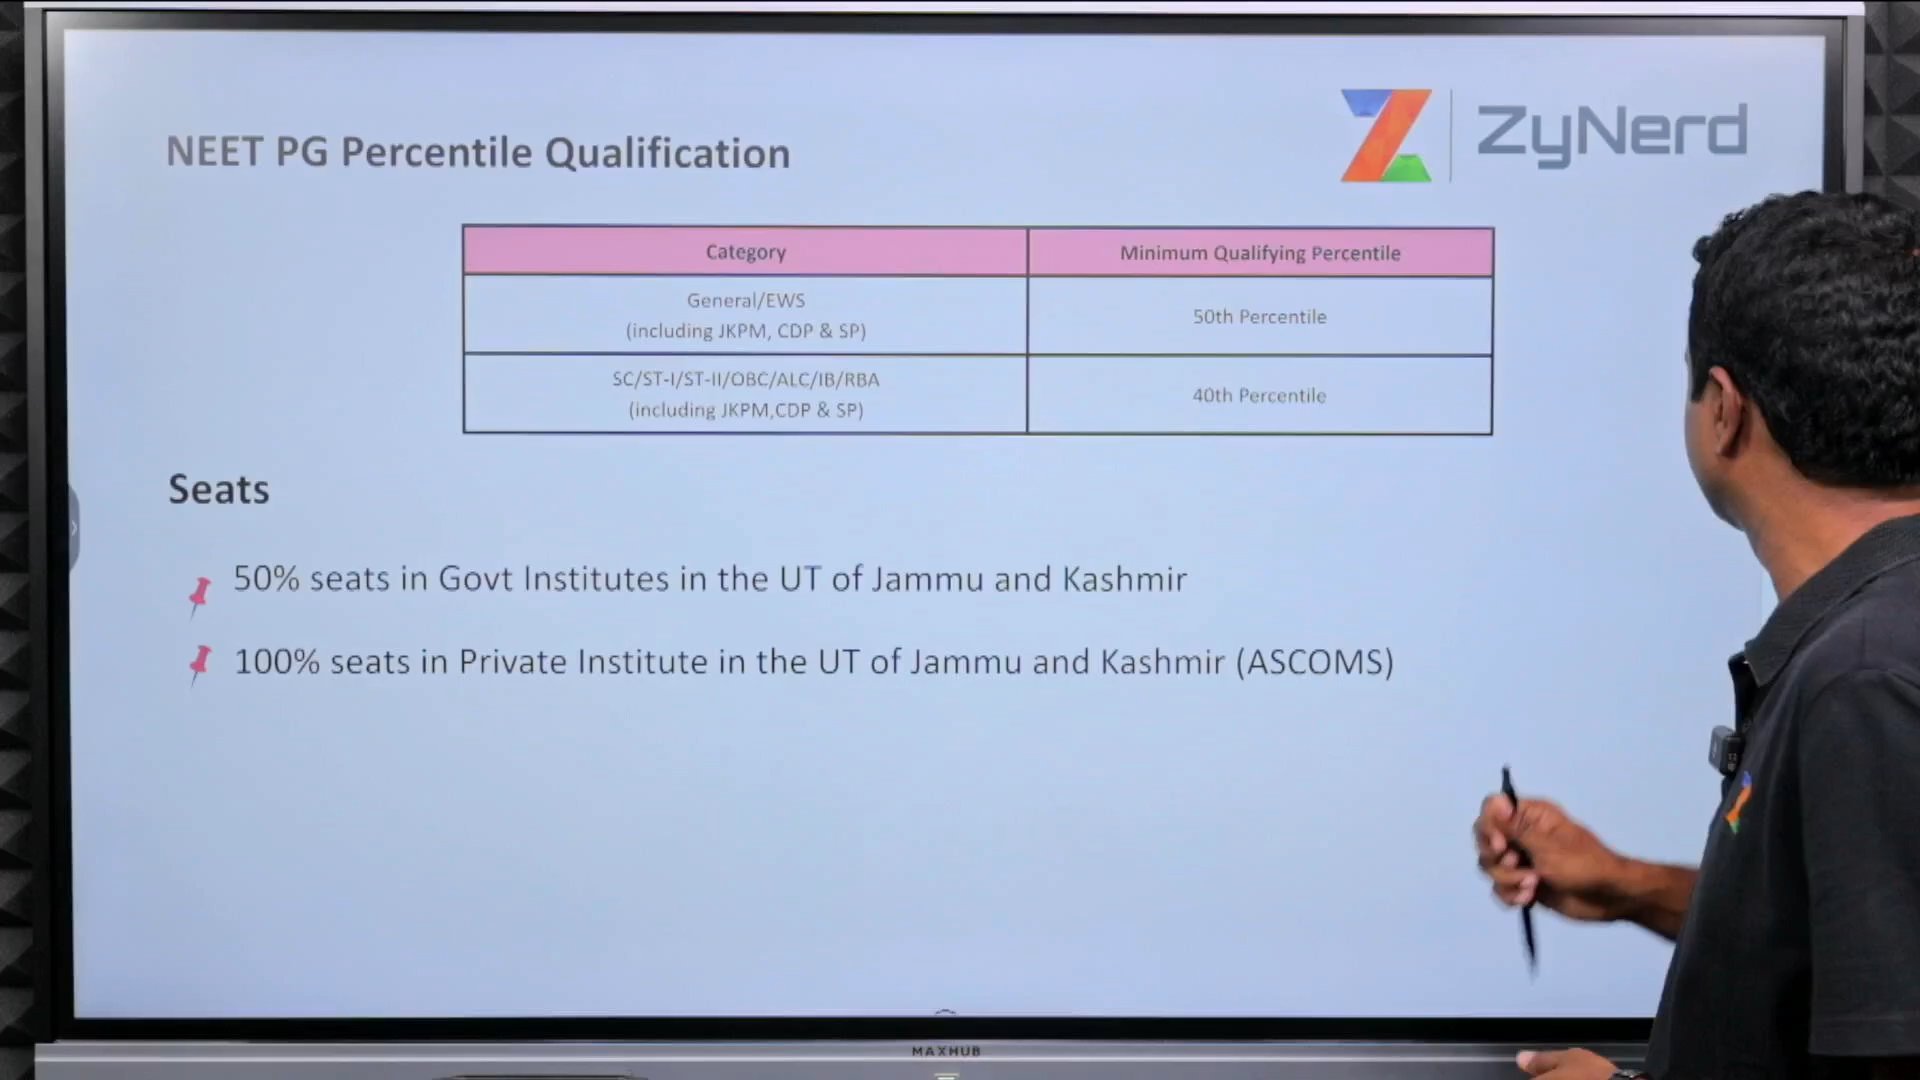 NEET PG Percentile Qualification
ZyNerd
Category
Minimum Qualifying Percentile
General/EWS
(including JKPM, CDP & SP)
50th Percentile
SC/ST-I/ST-II/OBC/ALC/IB/RBA
(including JKPM,CDP & SP)
40th Percentile
Seats
50% seats in Govt Institutes in the UT of Jammu and Kashmir
100% seats in Private Institute in the UT of Jammu and Kashmir (ASCOMS)
MAXHUB